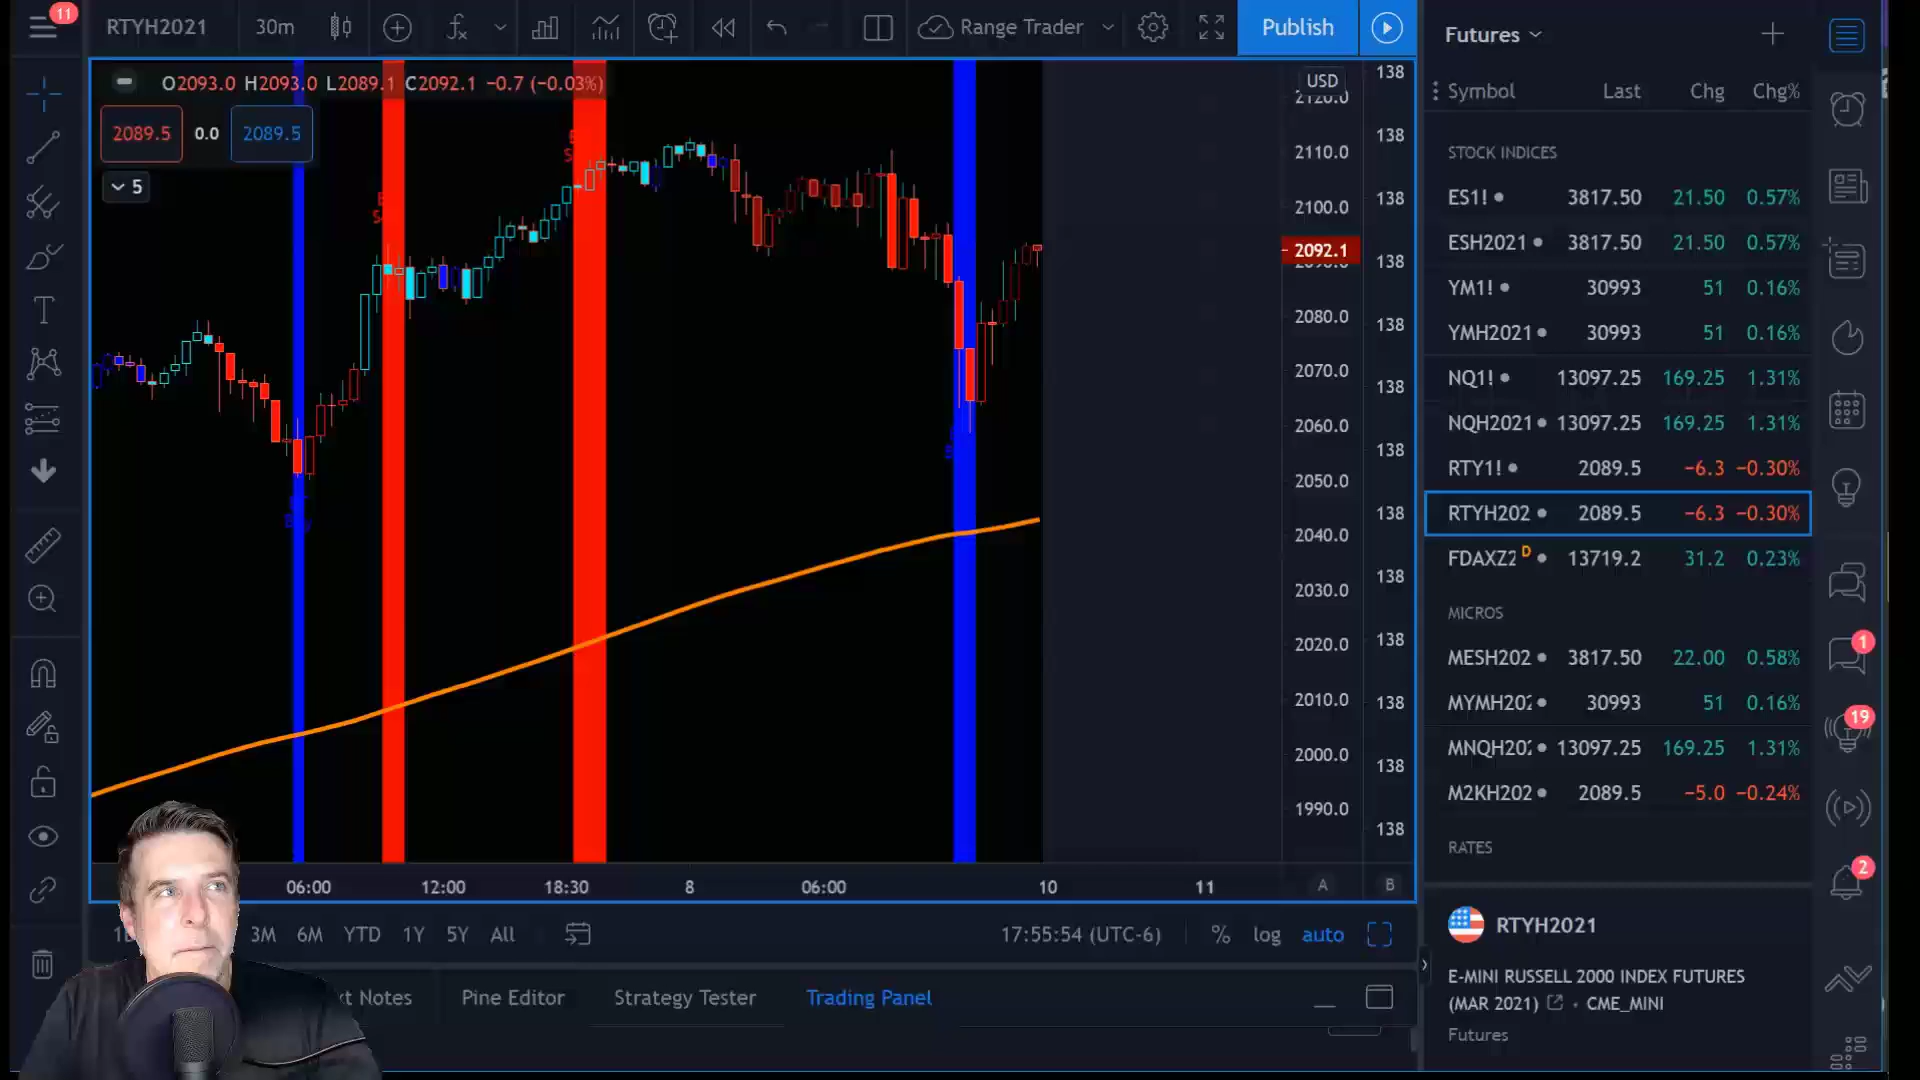 11
RTYH2021
30m
Range Trader
Publish
Futures
O2093.0 H2093.0 L2089.1 C2092.1 −0.7 (−0.03%)
USD
2089.5
0.0
2089.5
5
Symbol Last Chg Chg%
STOCK INDICES
ES1! 3817.50 21.50 0.57%
ESH2021 3817.50 21.50 0.57%
YM1! 30993 51 0.16%
YMH2021 30993 51 0.16%
NQ1! 13097.25 169.25 1.31%
NQH2021 13097.25 169.25 1.31%
RTY1! 2089.5 −6.3 −0.30%
RTYH202 2089.5 −6.3 −0.30%
FDAXZ2 D 13719.2 31.2 0.23%
MICROS
MESH202 3817.50 22.00 0.58%
MYMH202 30993 51 0.16%
MNQH202 13097.25 169.25 1.31%
M2KH202 2089.5 −5.0 −0.24%
RATES
2120.0
2110.0
2100.0
2092.1
2090.0
2080.0
2070.0
2060.0
2050.0
2040.0
2030.0
2020.0
2010.0
2000.0
1990.0
138
138
138
138
138
138
138
138
138
138
138
138
138
06:00 12:00 18:30 8 06:00 10 11
A
B
3M 6M YTD 1Y 5Y All
17:55:54 (UTC-6)
% log auto
Notes
Pine Editor
Strategy Tester
Trading Panel
1
19
2
RTYH2021
E-MINI RUSSELL 2000 INDEX FUTURES
(MAR 2021) • CME_MINI
Futures